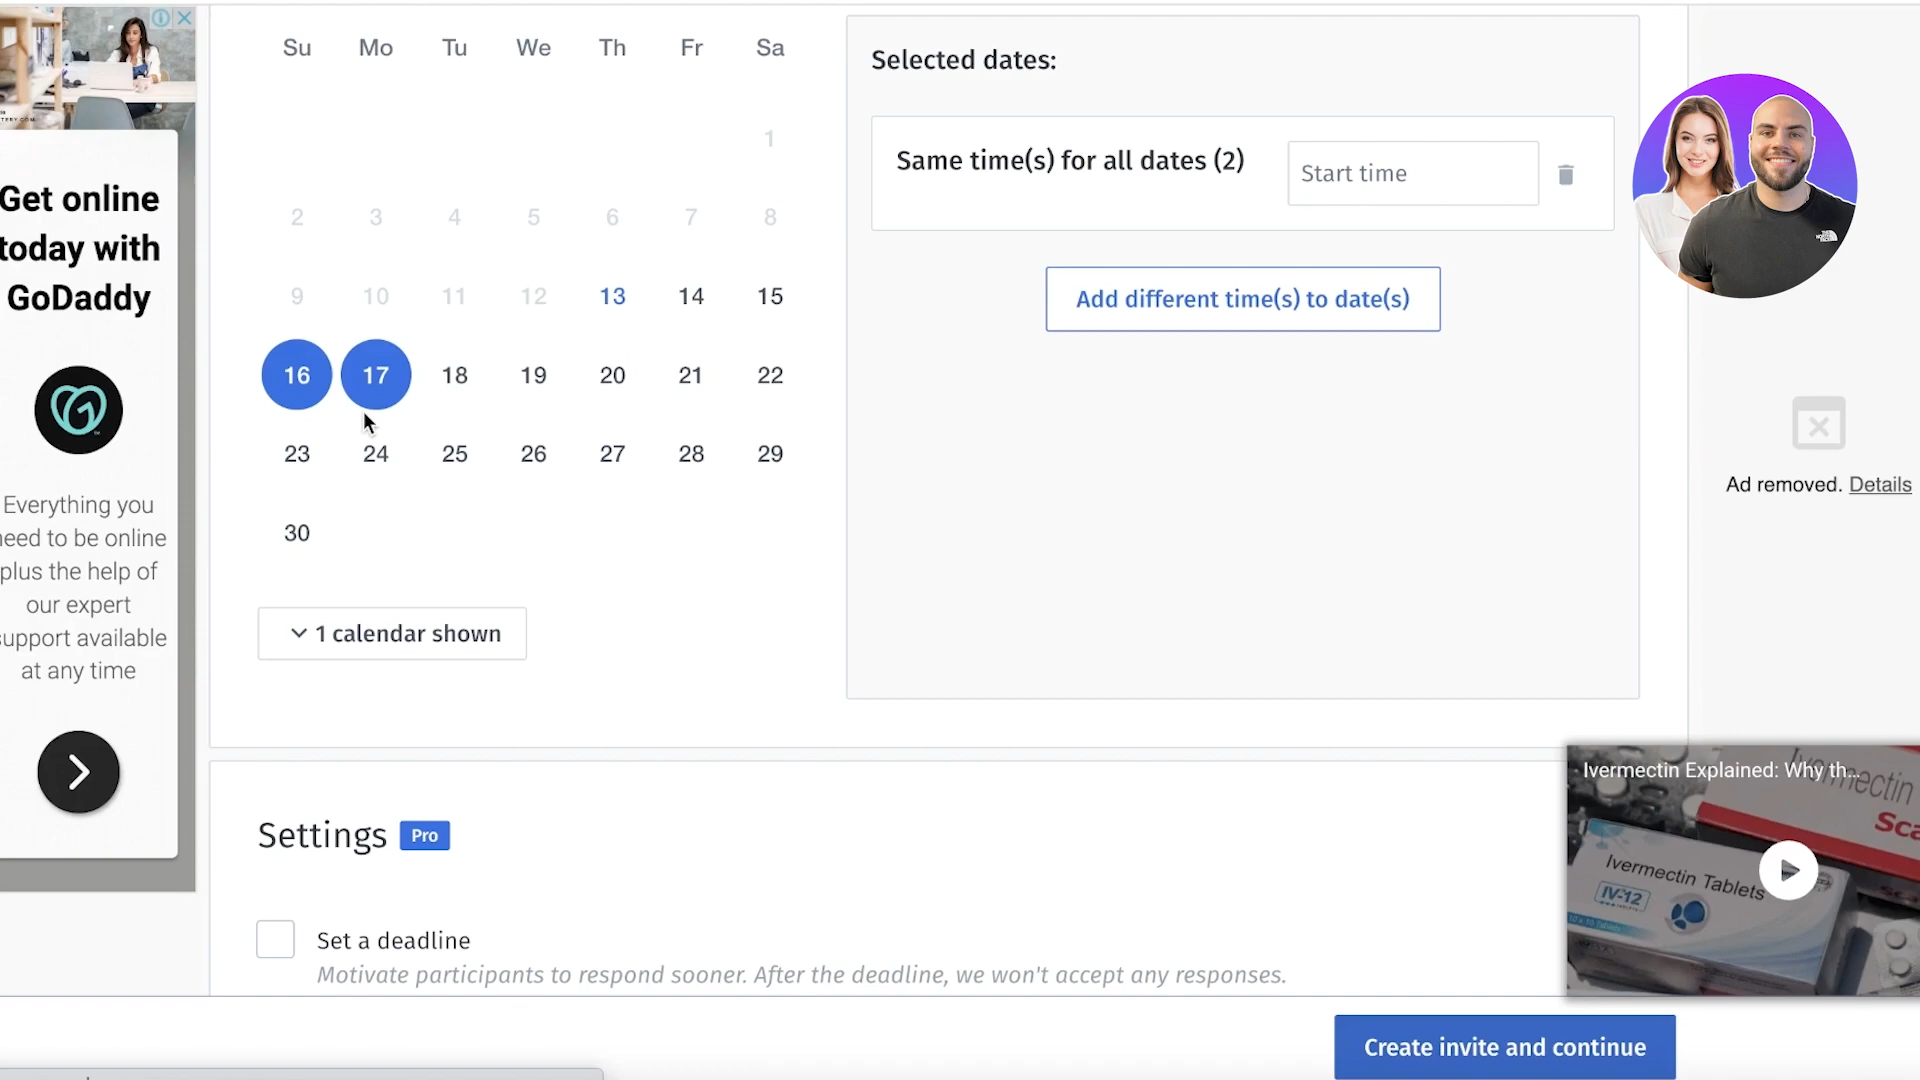 Su Mo Tu We Th Fr Sa
1
2 3 4 5 6 7 8
9 10 11 12 13 14 15
16 17 18 19 20 21 22
23 24 25 26 27 28 29
30
1 calendar shown
Selected dates:
Same time(s) for all dates (2)
Start time
Add different time(s) to date(s)
Get online
today with
GoDaddy
Everything you
need to be online
plus the help of
our expert
support available
at any time
Ad removed. Details
Settings Pro
Set a deadline
Motivate participants to respond sooner. After the deadline, we won't accept any responses.
Ivermectin Explained: Why th...
Ivermectin Tablets
IV-12
Create invite and continue